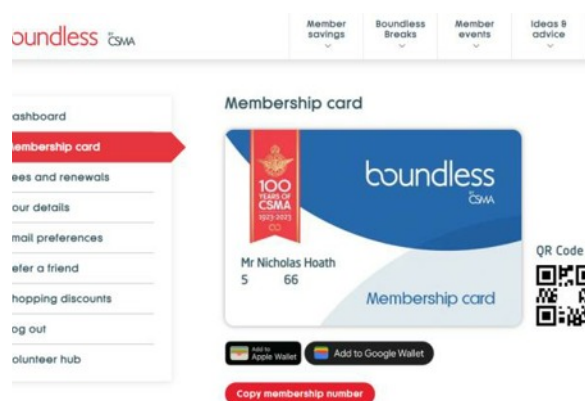 boundless BY CSMA
Member savings
Boundless Breaks
Member events
Ideas & advice
ashboard
embership card
ees and renewals
our details
mail preferences
efer a friend
hopping discounts
og out
olunteer hub
Membership card
100
YEARS OF
CSMA
1923-2023
boundless
BY CSMA
Mr Nicholas Hoath
5 66
Membership card
QR Code
Add to
Apple Wallet
Add to Google Wallet
Copy membership number